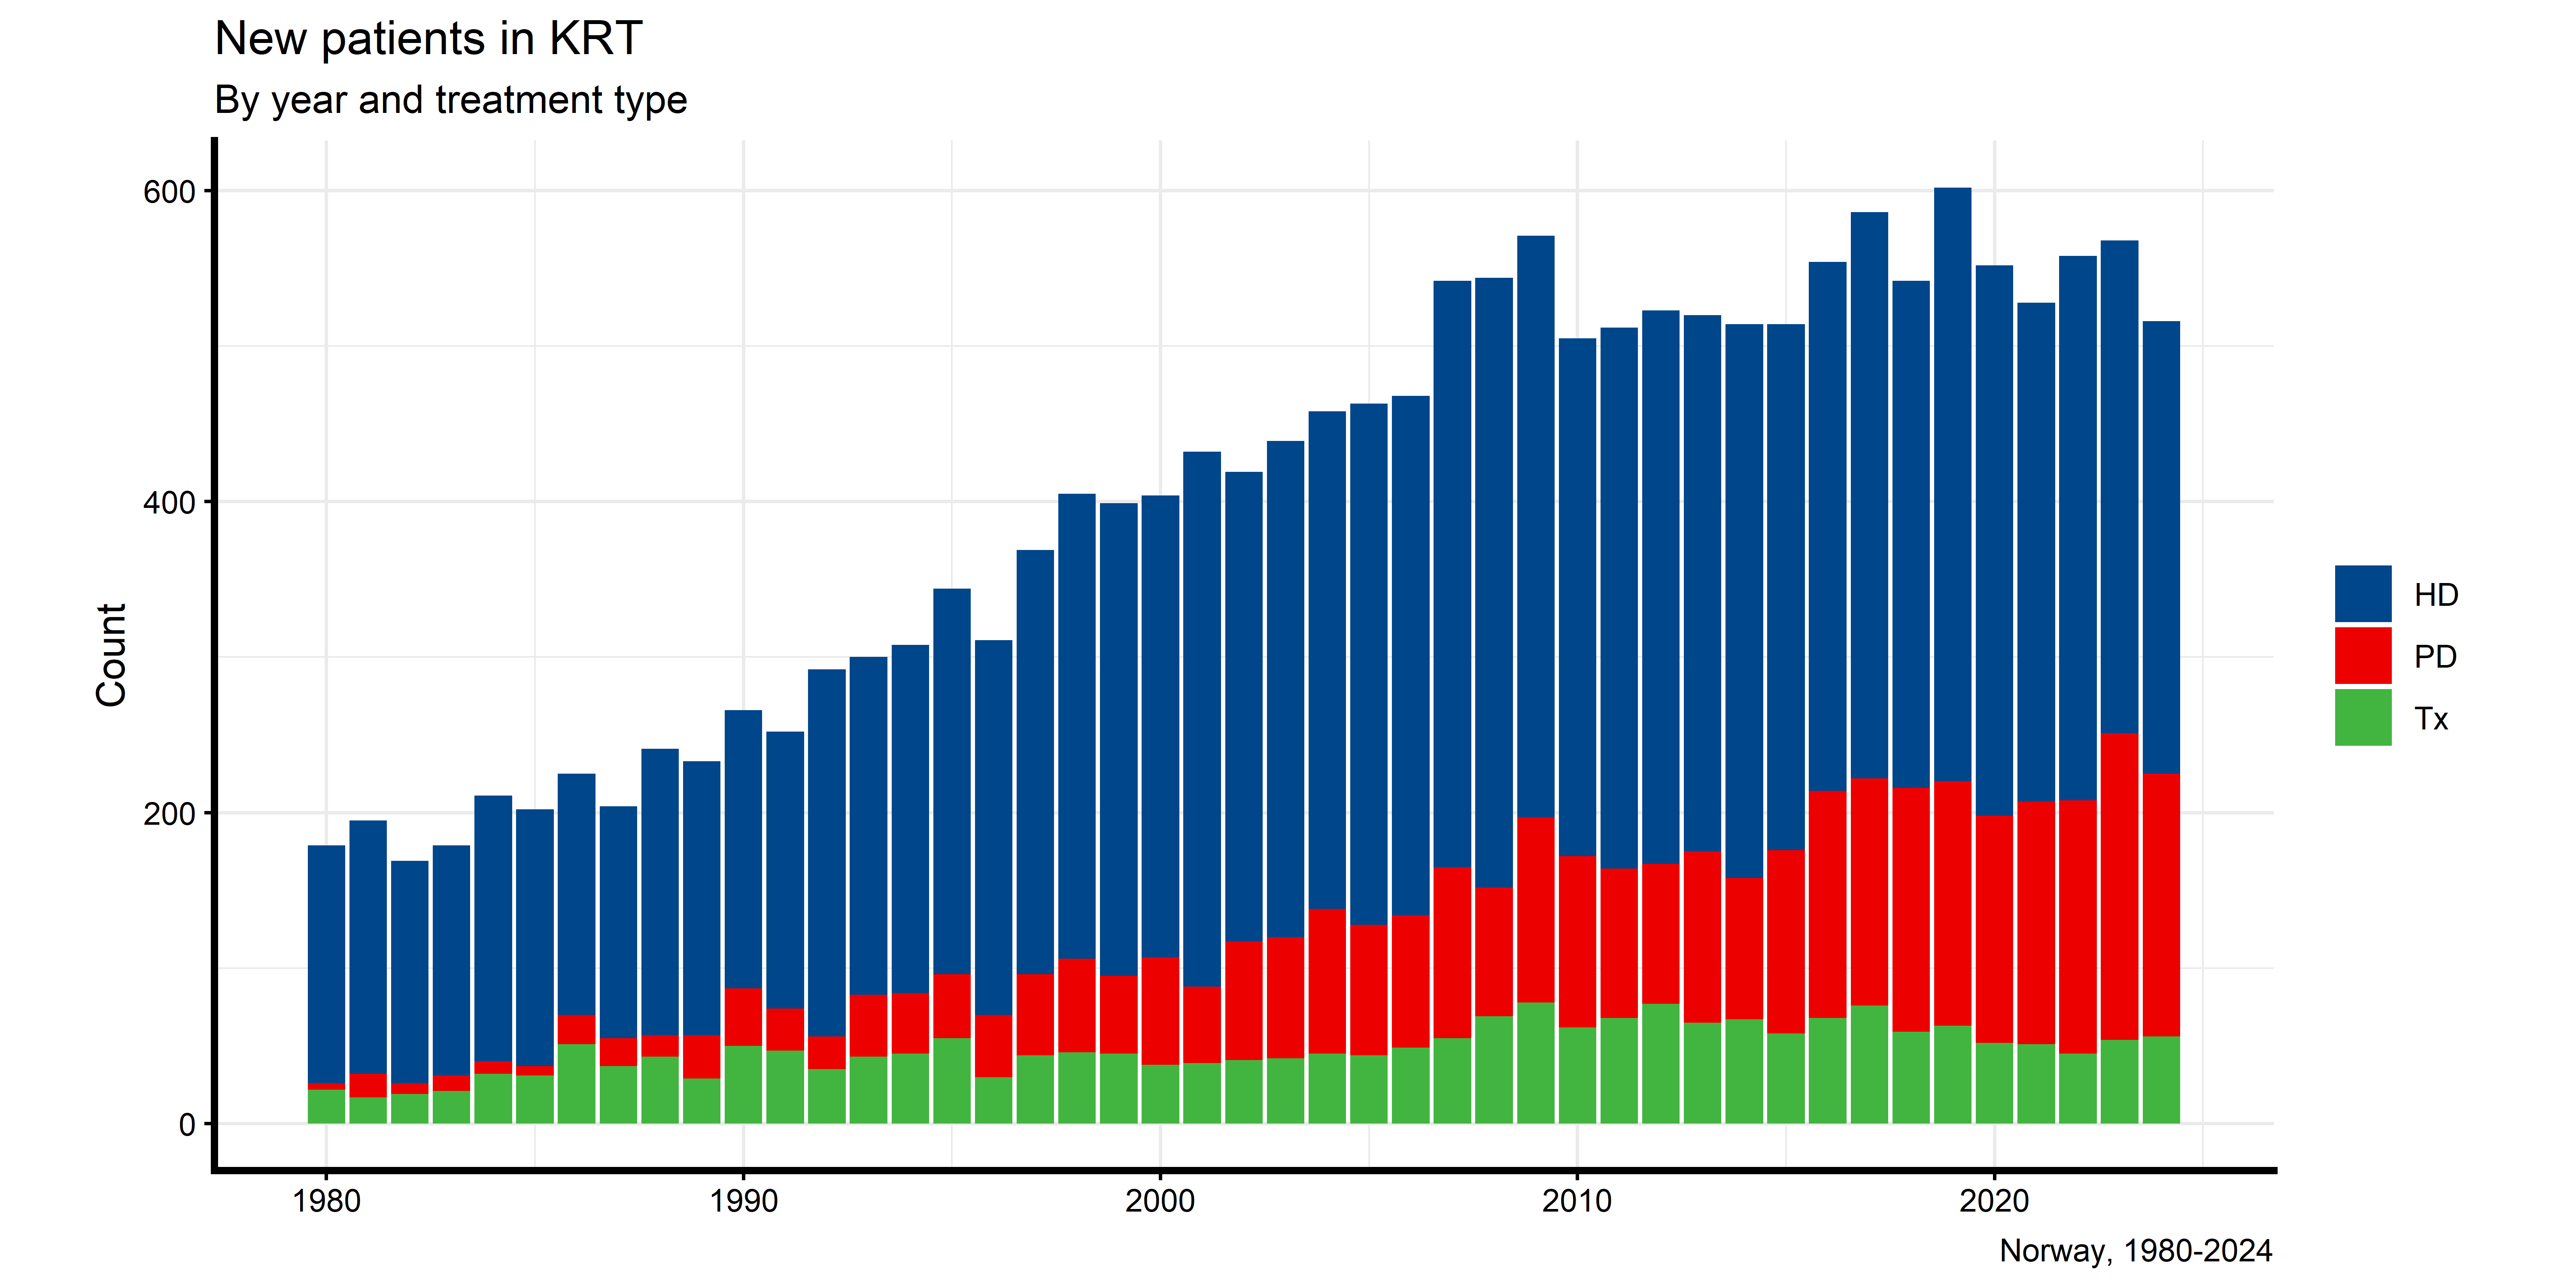 New patients in KRT
By year and treatment type
600
400
200
0
Count
1980 1990 2000 2010 2020
HD
PD
Tx
Norway, 1980-2024